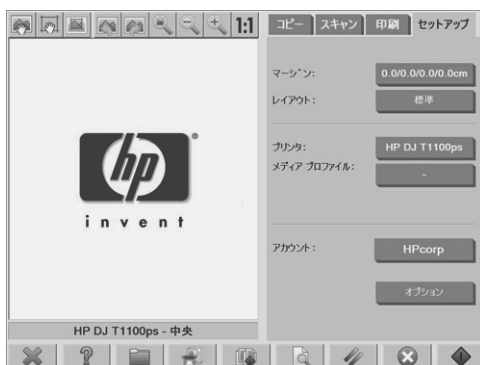 1:1
コピー スキャン 印刷 セットアップ
マージン: 0.0/0.0/0.0/0.0cm
レイアウト: 標準
hp
®
invent
プリンタ: HP DJ T1100ps
メディア プロファイル: -
アカウント: HPcorp
オプション
HP DJ T1100ps - 中央